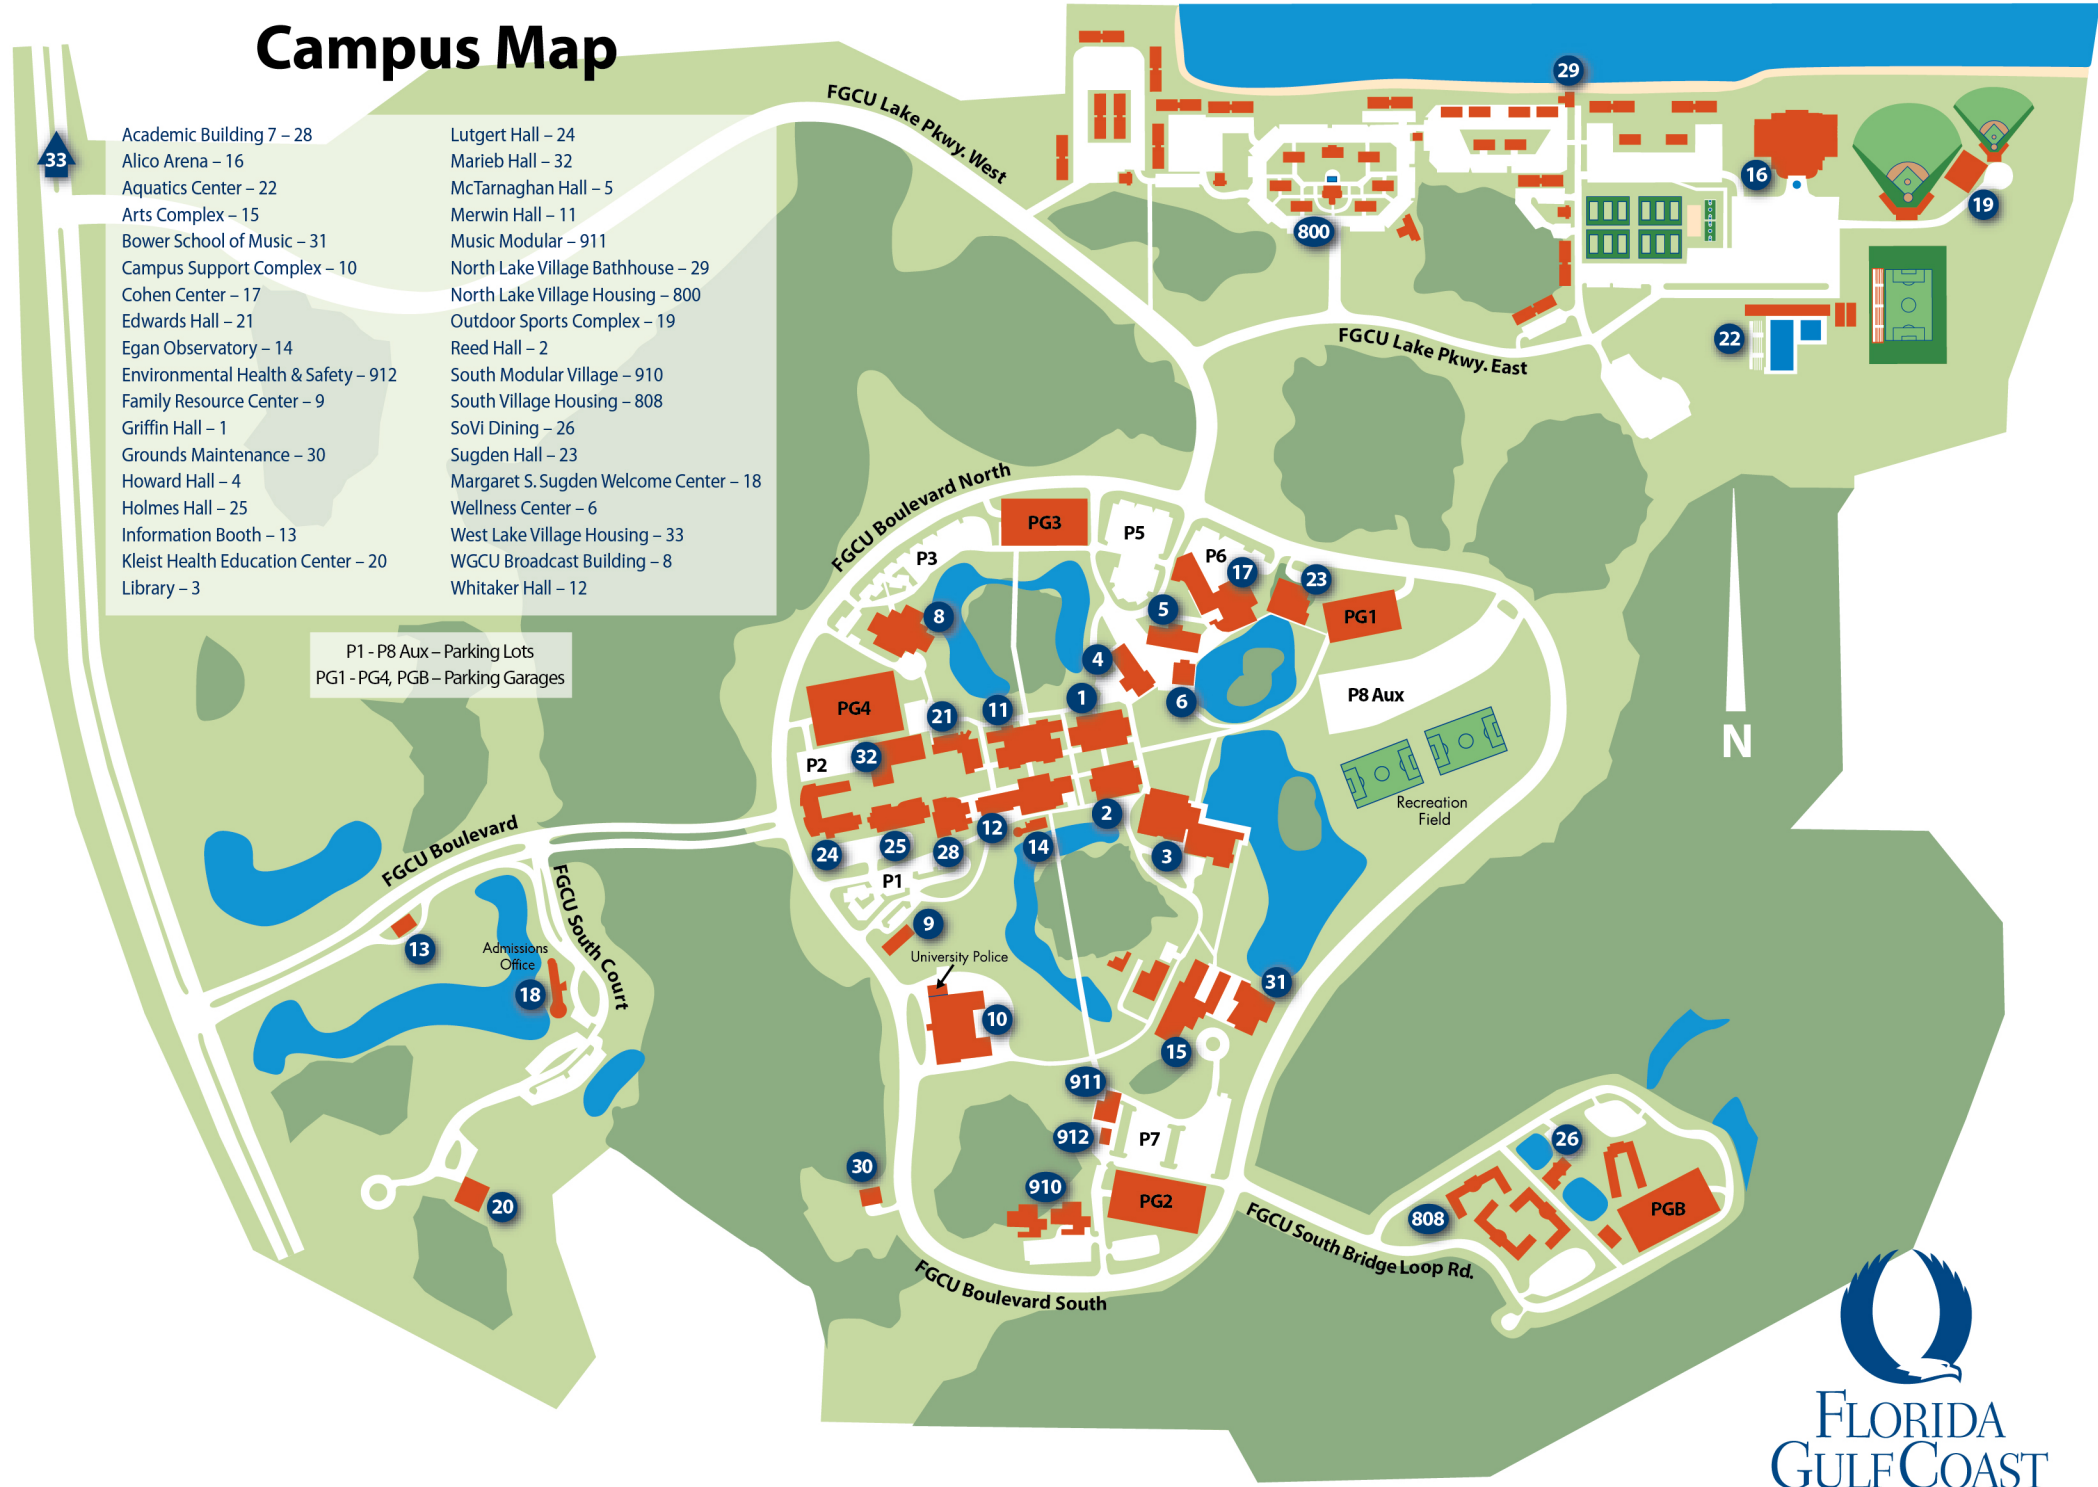 Campus Map
Academic Building 7 – 28
Alico Arena – 16
Aquatics Center – 22
Arts Complex – 15
Bower School of Music – 31
Campus Support Complex – 10
Cohen Center – 17
Edwards Hall – 21
Egan Observatory – 14
Environmental Health & Safety – 912
Family Resource Center – 9
Griffin Hall – 1
Grounds Maintenance – 30
Howard Hall – 4
Holmes Hall – 25
Information Booth – 13
Kleist Health Education Center – 20
Library – 3
Lutgert Hall – 24
Marieb Hall – 32
McTarnaghan Hall – 5
Merwin Hall – 11
Music Modular – 911
North Lake Village Bathhouse – 29
North Lake Village Housing – 800
Outdoor Sports Complex – 19
Reed Hall – 2
South Modular Village – 910
South Village Housing – 808
SoVi Dining – 26
Sugden Hall – 23
Margaret S. Sugden Welcome Center – 18
Wellness Center – 6
West Lake Village Housing – 33
WGCU Broadcast Building – 8
Whitaker Hall – 12
P1 - P8 Aux – Parking Lots
PG1 - PG4, PGB – Parking Garages
33
FGCU Lake Pkwy. West
29
16
19
800
22
FGCU Lake Pkwy. East
FGCU Boulevard North
PG3
P5
P3
P6
17
23
5
PG1
8
4
6
P8 Aux
1
11
21
PG4
32
P2
N
Recreation
Field
2
12
14
3
24
25
28
P1
FGCU Boulevard
FGCU South Court
9
13
Admissions
Office
18
University Police
10
31
15
911
912
P7
30
910
PG2
20
26
808
PGB
FGCU South Bridge Loop Rd.
FGCU Boulevard South
FLORIDA
GULF COAST